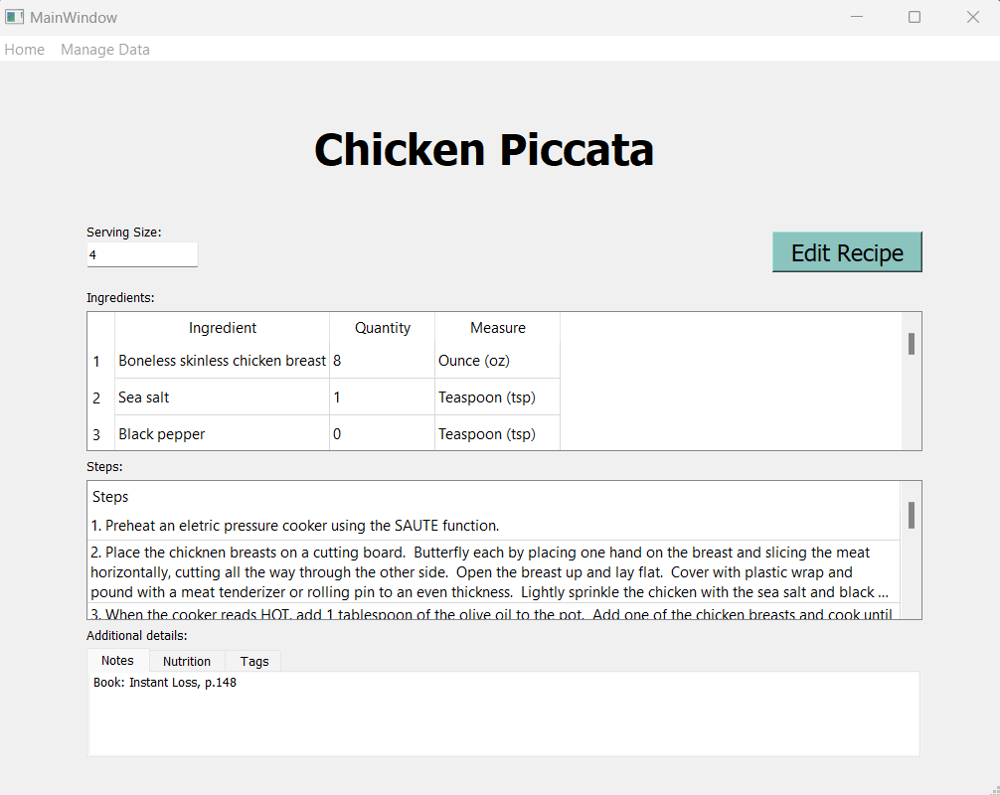 MainWindow
Home Manage Data
Chicken Piccata
Serving Size:
4
Edit Recipe
Ingredients:
Ingredient Quantity Measure
1 Boneless skinless chicken breast 8 Ounce (oz)
2 Sea salt 1 Teaspoon (tsp)
3 Black pepper 0 Teaspoon (tsp)
Steps:
Steps
1. Preheat an eletric pressure cooker using the SAUTE function.
2. Place the chicknen breasts on a cutting board.  Butterfly each by placing one hand on the breast and slicing the meat
horizontally, cutting all the way through the other side.  Open the breast up and lay flat.  Cover with plastic wrap and
pound with a meat tenderizer or rolling pin to an even thickness.  Lightly sprinkle the chicken with the sea salt and black ...
3. When the cooker reads HOT, add 1 tablespoon of the olive oil to the pot.  Add one of the chicken breasts and cook until
Additional details:
Notes Nutrition Tags
Book: Instant Loss, p.148